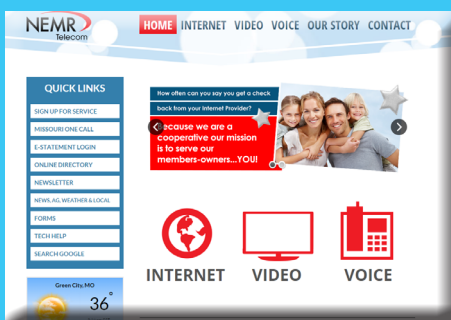 NEMR
Telecom
HOME INTERNET VIDEO VOICE OUR STORY CONTACT
QUICK LINKS
SIGN UP FOR SERVICE
MISSOURI ONE CALL
E-STATEMENT LOGIN
ONLINE DIRECTORY
NEWSLETTER
NEWS, AG, WEATHER & LOCAL
FORMS
TECH HELP
SEARCH GOOGLE
How often can you say you get a check
back from your Internet Provider?
Because we are a
cooperative our mission
is to serve our
members-owners...YOU!
INTERNET VIDEO VOICE
Green City, MO
36°